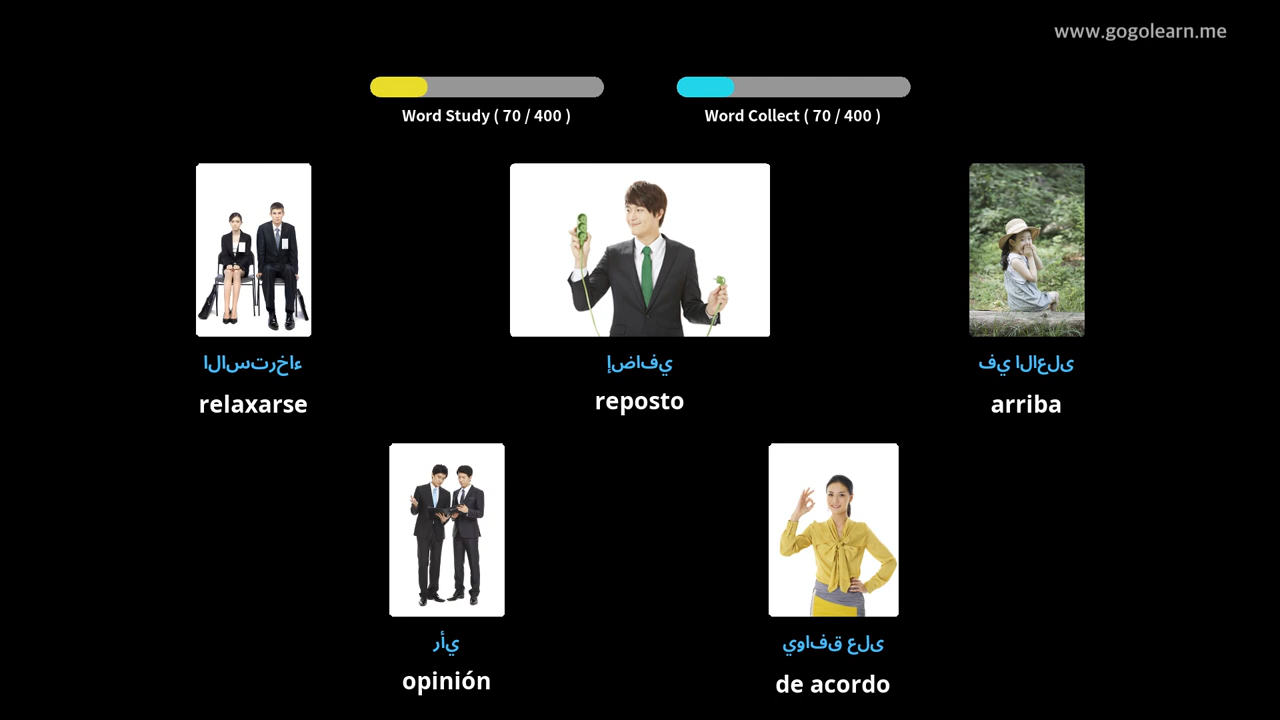 www.gogolearn.me
Word Study ( 70 / 400 )
Word Collect ( 70 / 400 )
الاسترخاء
relaxarse
إضافي
reposto
في الاعلى
arriba
رأي
opinión
يوافق على
de acordo